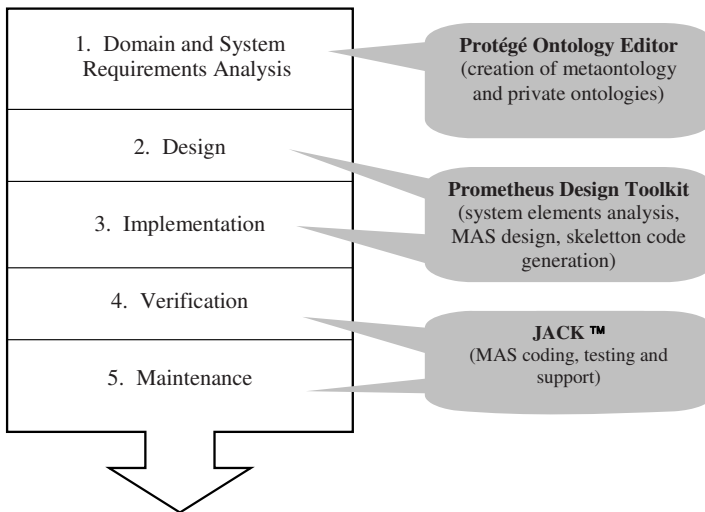 1. Domain and System
Requirements Analysis
2. Design
3. Implementation
4. Verification
5. Maintenance
Protégé Ontology Editor
(creation of metaontology
and private ontologies)
Prometheus Design Toolkit
(system elements analysis,
MAS design, skeletton code
generation)
JACK ™
(MAS coding, testing and
support)